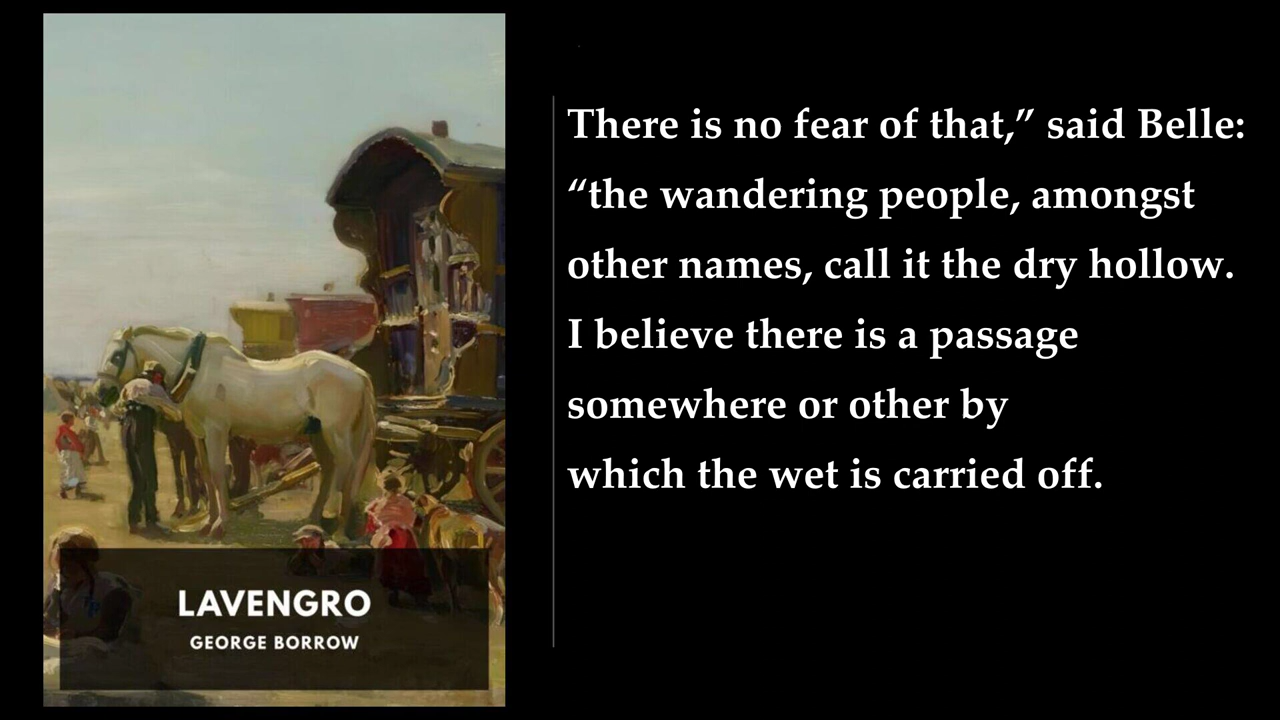 There is no fear of that,” said Belle:
“the wandering people, amongst
other names, call it the dry hollow.
I believe there is a passage
somewhere or other by
which the wet is carried off.
LAVENGRO
GEORGE BORROW